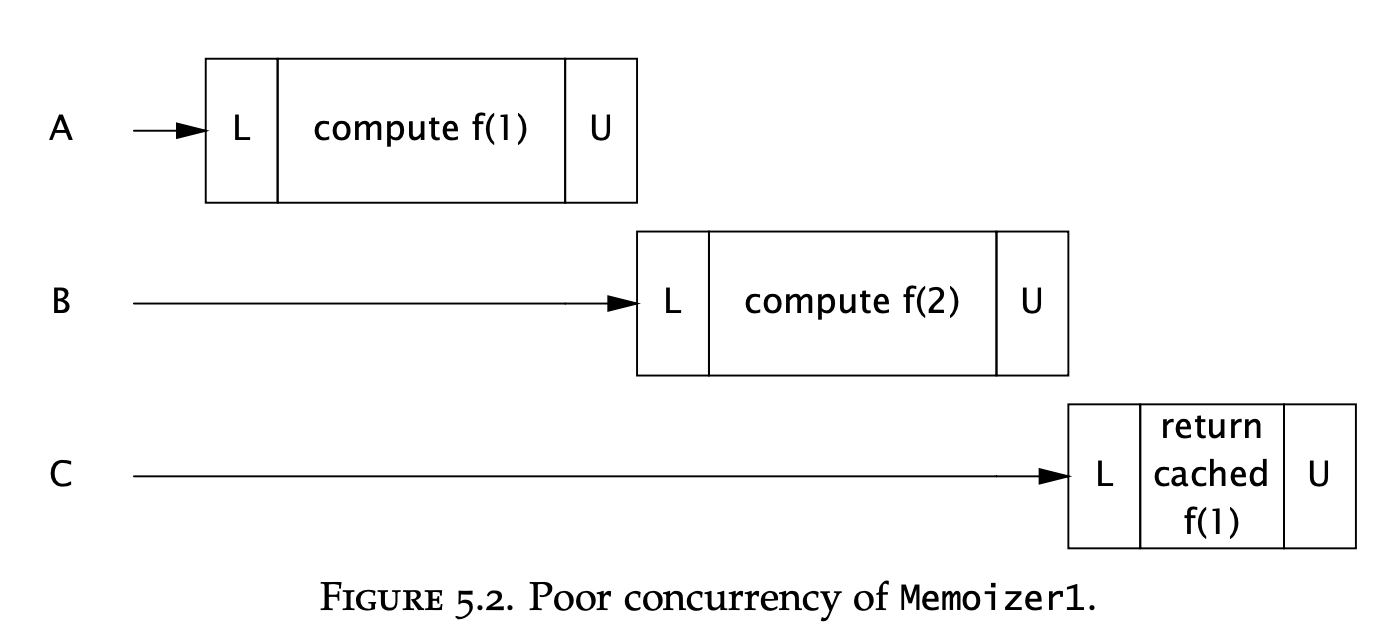 A
L
compute f(1)
U
B
L
compute f(2)
U
C
L
return
cached
f(1)
U
FIGURE 5.2. Poor concurrency of Memoizer1.